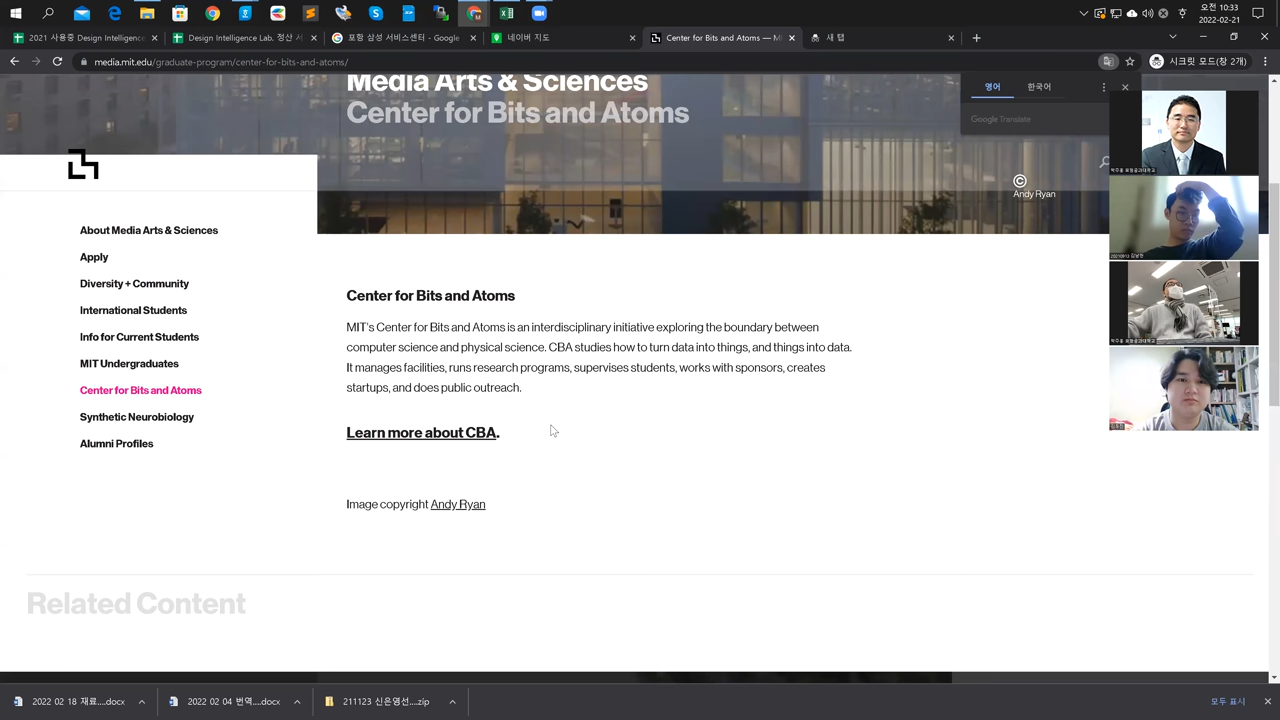 오전 10:33
2022-02-21
2021 사용중 Design Intelligence
Design Intelligence Lab. 정산 서
포항 삼성 서비스센터 - Google
네이버 지도
Center for Bits and Atoms — M
새 탭
media.mit.edu/graduate-program/center-for-bits-and-atoms/
시크릿 모드(창 2개)
Media Arts & Sciences
Center for Bits and Atoms
영어
한국어
Google Translate
©
Andy Ryan
About Media Arts & Sciences
Apply
Diversity + Community
International Students
Info for Current Students
MIT Undergraduates
Center for Bits and Atoms
Synthetic Neurobiology
Alumni Profiles
Center for Bits and Atoms
MIT's Center for Bits and Atoms is an interdisciplinary initiative exploring the boundary between
computer science and physical science. CBA studies how to turn data into things, and things into data.
It manages facilities, runs research programs, supervises students, works with sponsors, creates
startups, and does public outreach.
Learn more about CBA.
Image copyright Andy Ryan
Related Content
2022 02 18 재료....docx
2022 02 04 번역....docx
211123 신은영선....zip
모두 표시